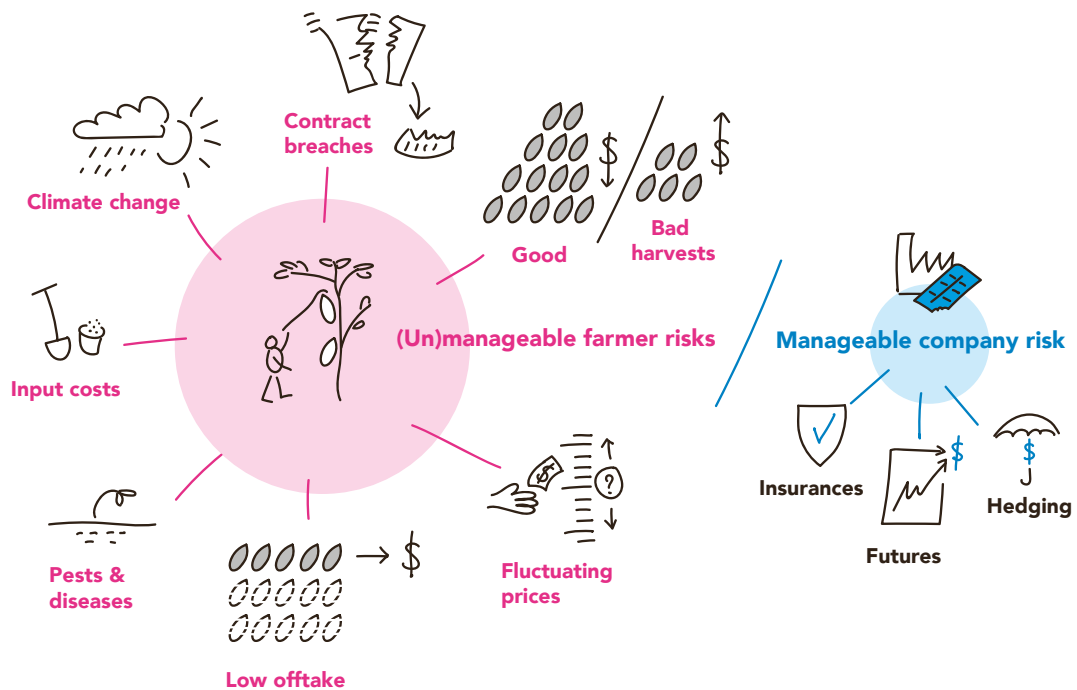 Contract
breaches
Climate change
$
$
Good
Bad
harvests
(Un)manageable farmer risks
Manageable company risk
Input costs
Insurances
$
Futures
$
Hedging
Pests &
diseases
$
Low offtake
$
?
Fluctuating
prices